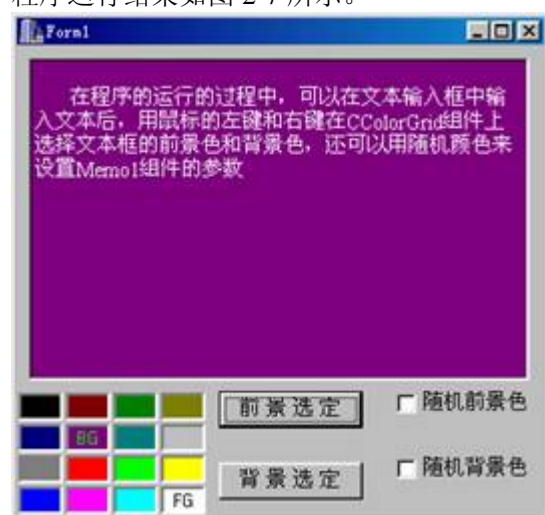 程序运行结果如图 2-7 所示。
Form1
在程序的运行的过程中，可以在文本输入框中输
入文本后，用鼠标的左键和右键在CColorGrid组件上
选择文本框的前景色和背景色，还可以用随机颜色来
设置Memo1组件的参数
前景选定
随机前景色
BG
背景选定
随机背景色
FG